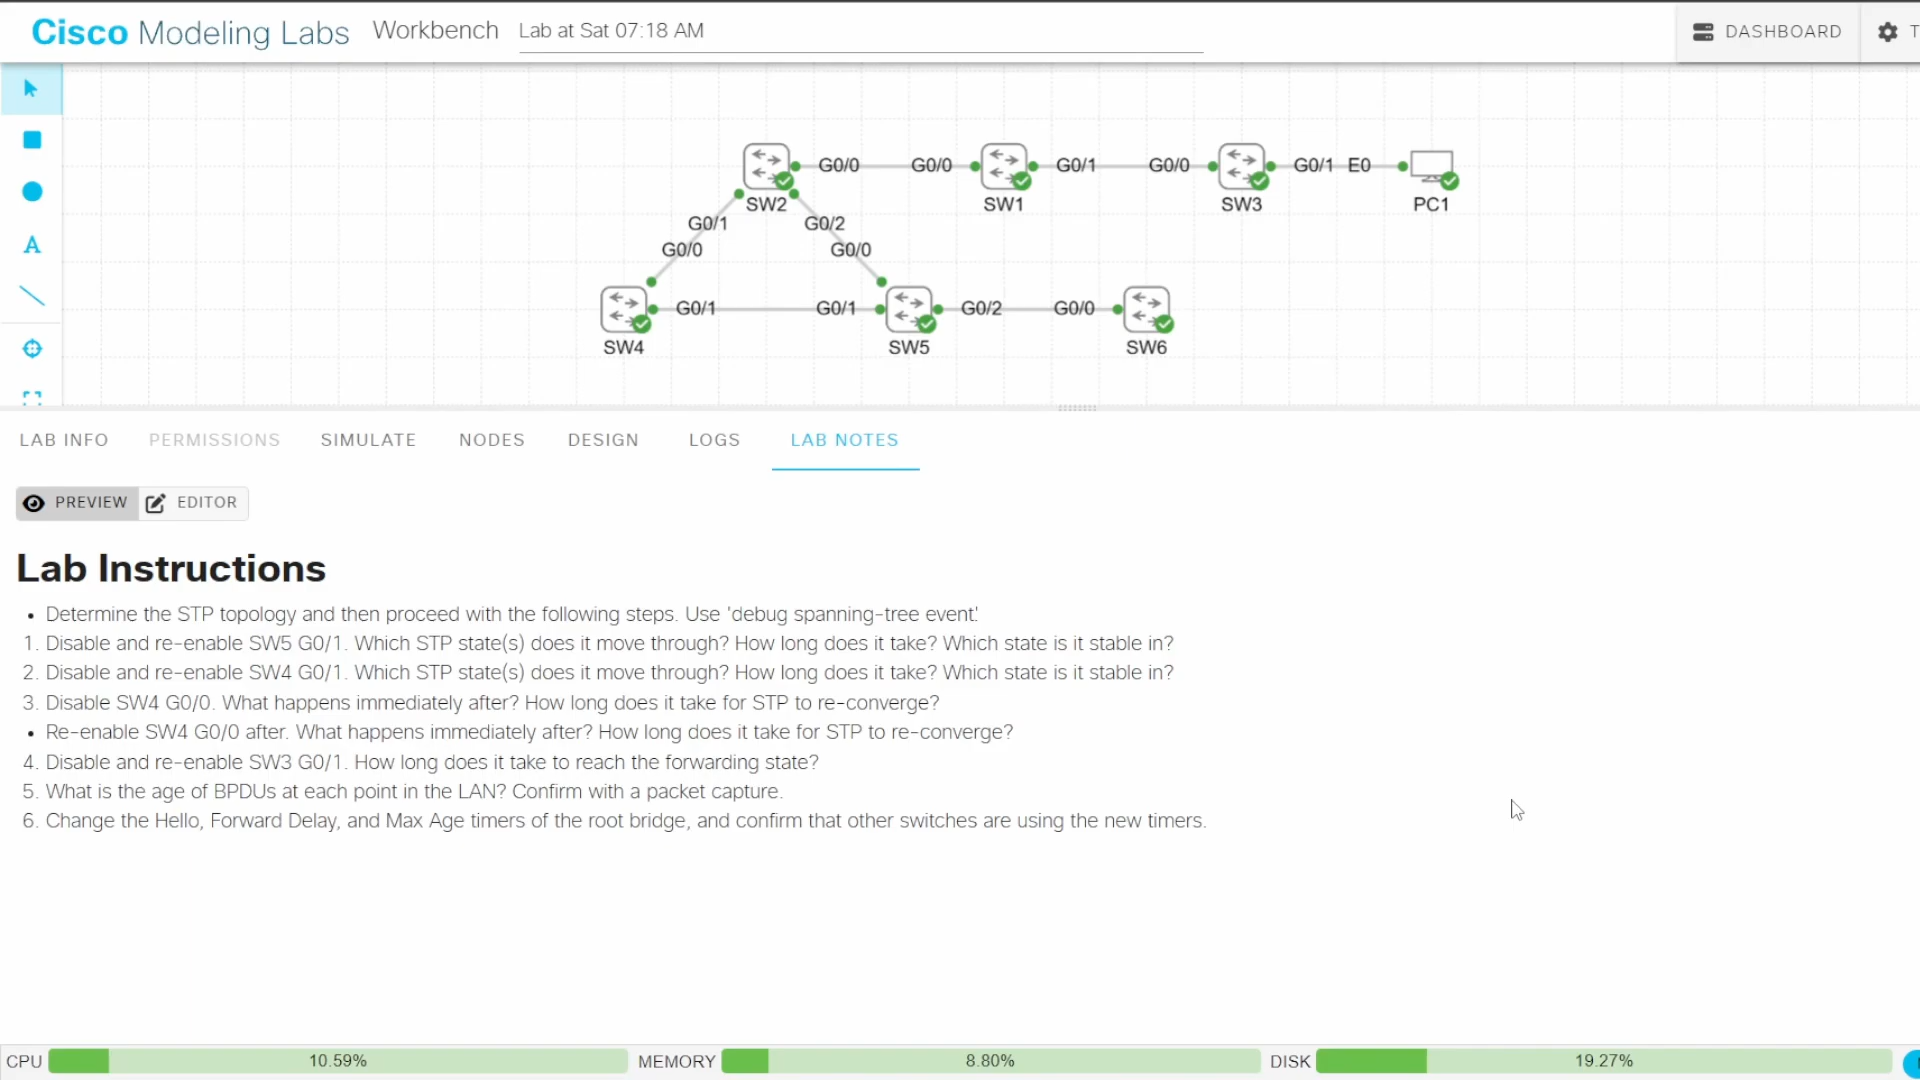 Cisco Modeling Labs Workbench Lab at Sat 07:18 AM DASHBOARD T
G0/0 G0/0 G0/1 G0/0 G0/1 E0
SW2 SW1 SW3 PC1
G0/1 G0/2
G0/0 G0/0
G0/1 G0/1 G0/2 G0/0
SW4 SW5 SW6
LAB INFO PERMISSIONS SIMULATE NODES DESIGN LOGS LAB NOTES
PREVIEW EDITOR
Lab Instructions
• Determine the STP topology and then proceed with the following steps. Use 'debug spanning-tree event'.
1. Disable and re-enable SW5 G0/1. Which STP state(s) does it move through? How long does it take? Which state is it stable in?
2. Disable and re-enable SW4 G0/1. Which STP state(s) does it move through? How long does it take? Which state is it stable in?
3. Disable SW4 G0/0. What happens immediately after? How long does it take for STP to re-converge?
• Re-enable SW4 G0/0 after. What happens immediately after? How long does it take for STP to re-converge?
4. Disable and re-enable SW3 G0/1. How long does it take to reach the forwarding state?
5. What is the age of BPDUs at each point in the LAN? Confirm with a packet capture.
6. Change the Hello, Forward Delay, and Max Age timers of the root bridge, and confirm that other switches are using the new timers.
CPU 10.59% MEMORY 8.80% DISK 19.27%